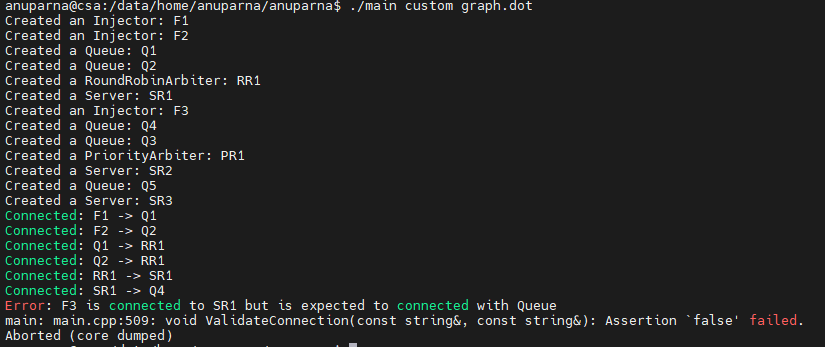 anuparna@csa:/data/home/anuparna/anuparna$ ./main custom graph.dot
Created an Injector: F1
Created an Injector: F2
Created a Queue: Q1
Created a Queue: Q2
Created a RoundRobinArbiter: RR1
Created a Server: SR1
Created an Injector: F3
Created a Queue: Q4
Created a Queue: Q3
Created a PriorityArbiter: PR1
Created a Server: SR2
Created a Queue: Q5
Created a Server: SR3
Connected: F1 -> Q1
Connected: F2 -> Q2
Connected: Q1 -> RR1
Connected: Q2 -> RR1
Connected: RR1 -> SR1
Connected: SR1 -> Q4
Error: F3 is connected to SR1 but is expected to connected with Queue
main: main.cpp:509: void ValidateConnection(const string&, const string&): Assertion `false' failed.
Aborted (core dumped)